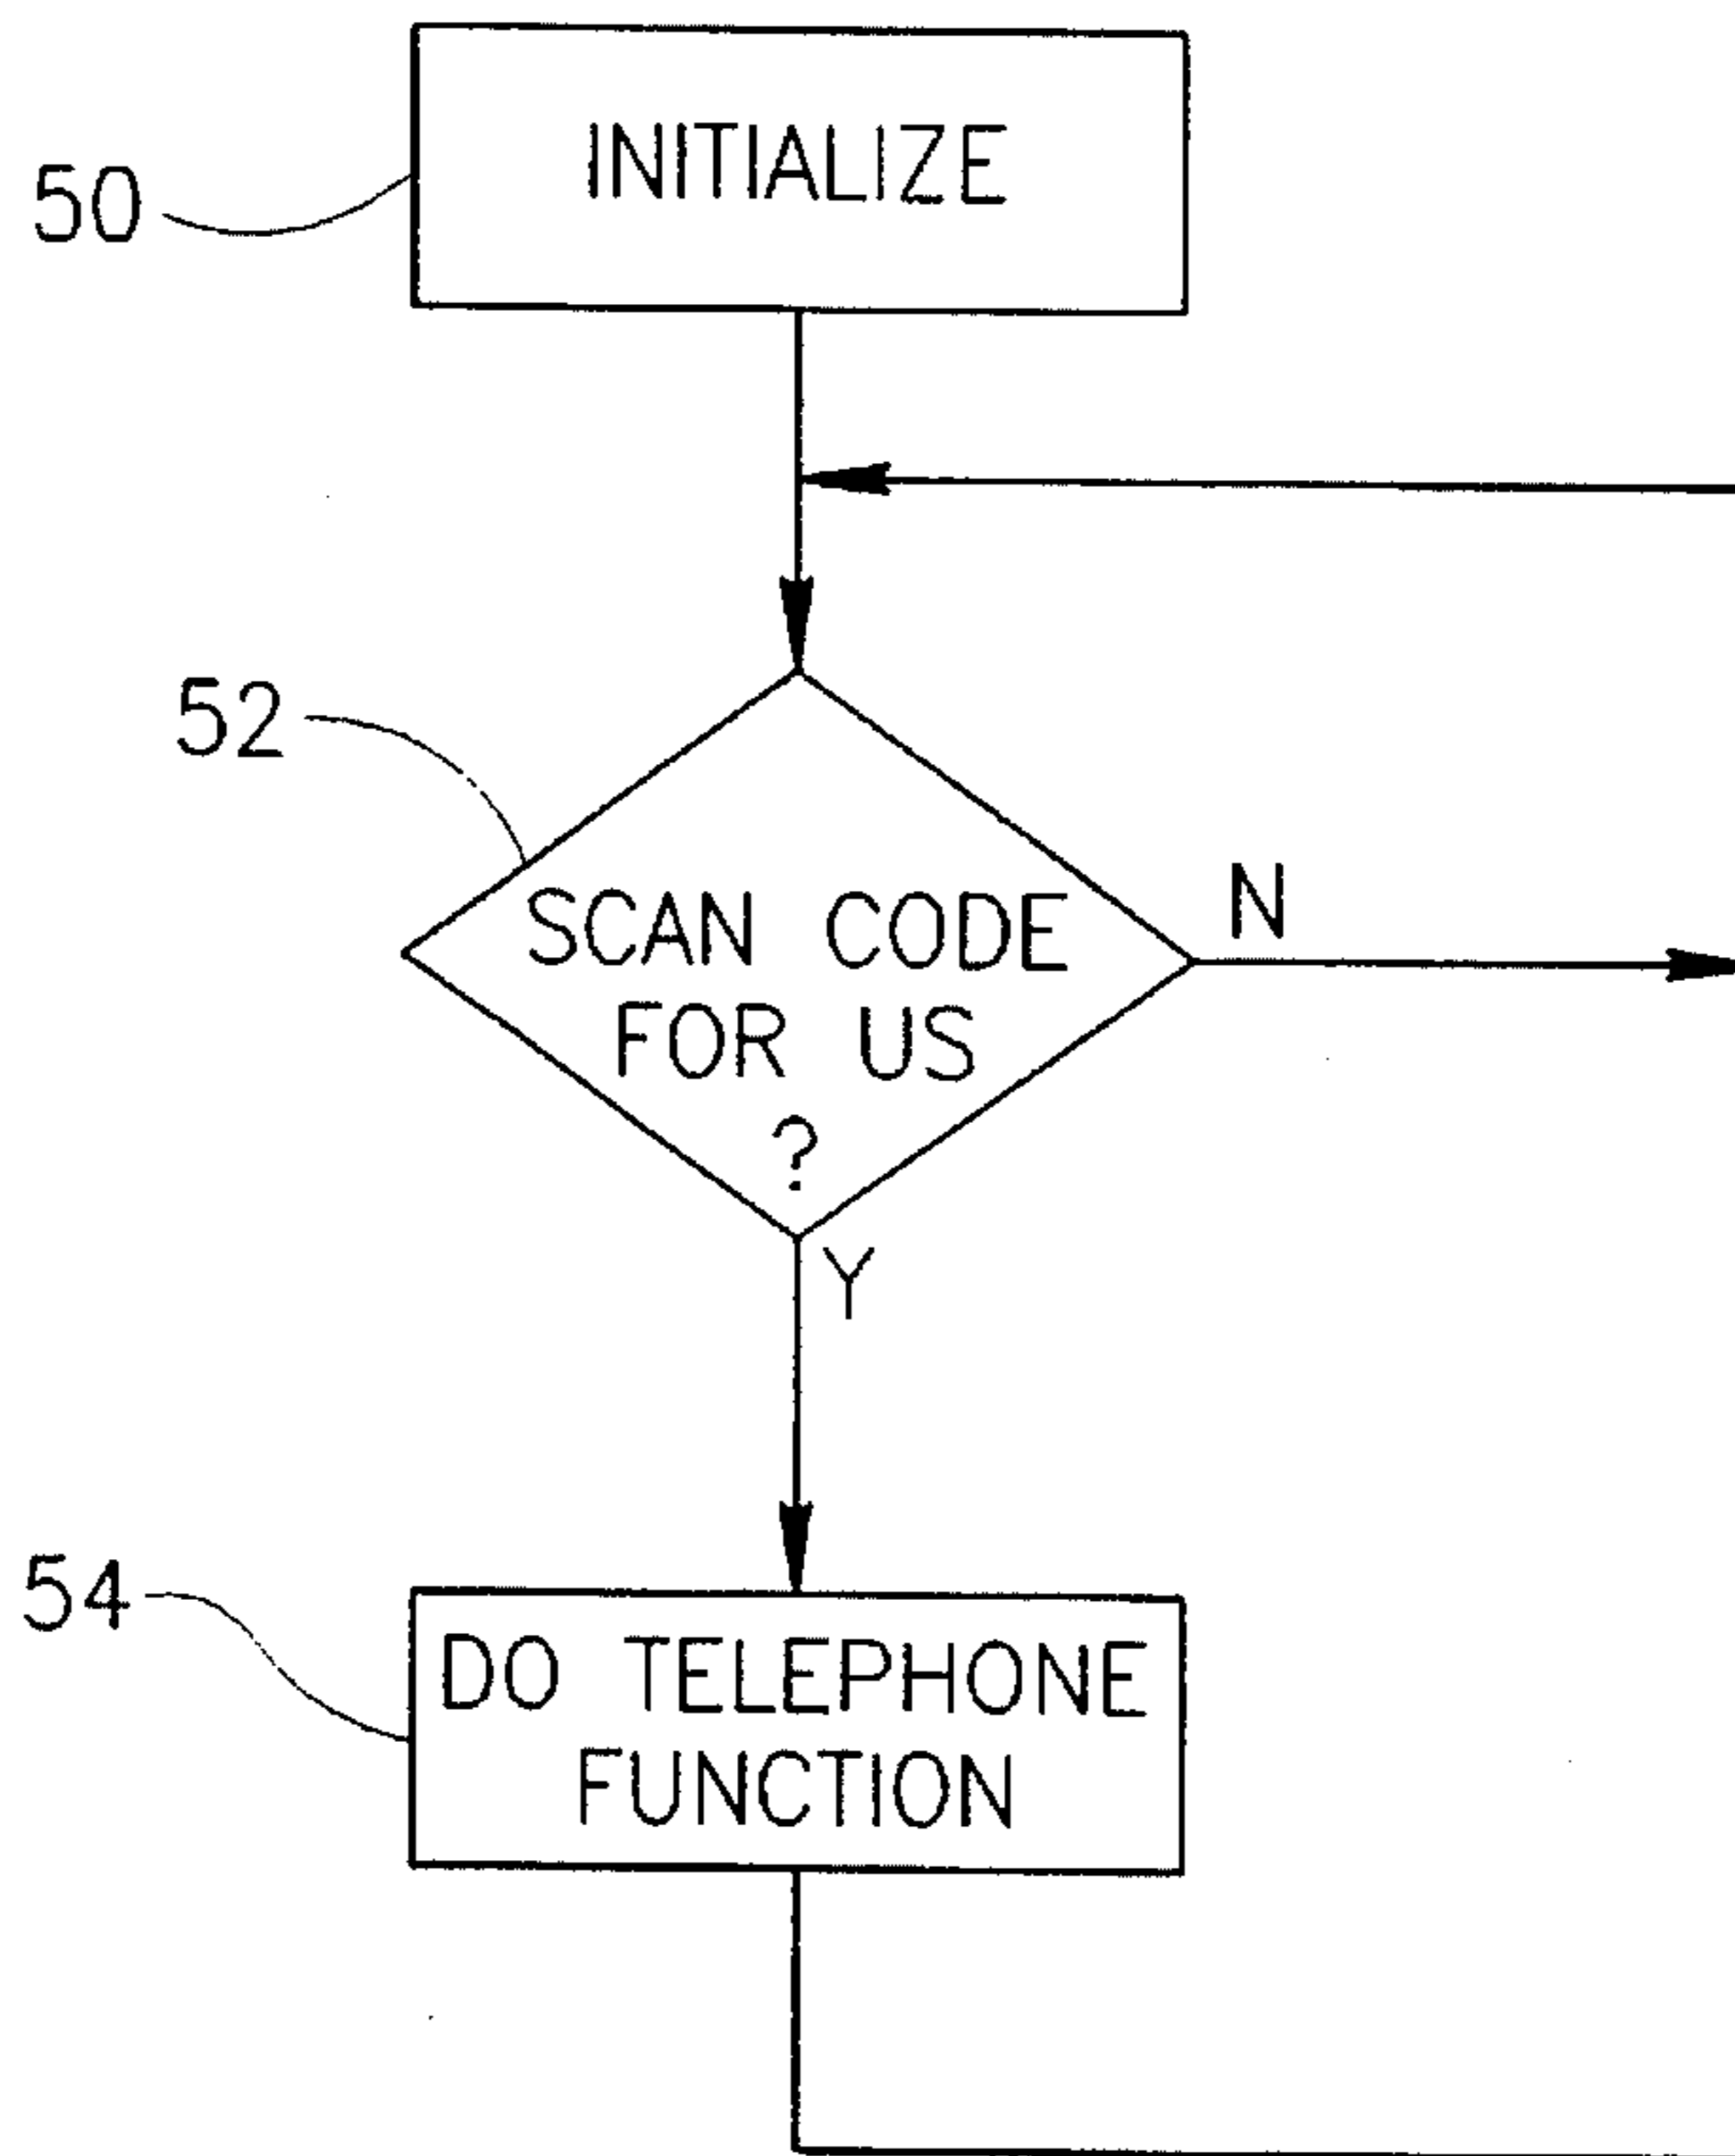 50
INITIALIZE
52
SCAN CODE
FOR US
?
N
Y
54
DO TELEPHONE
FUNCTION